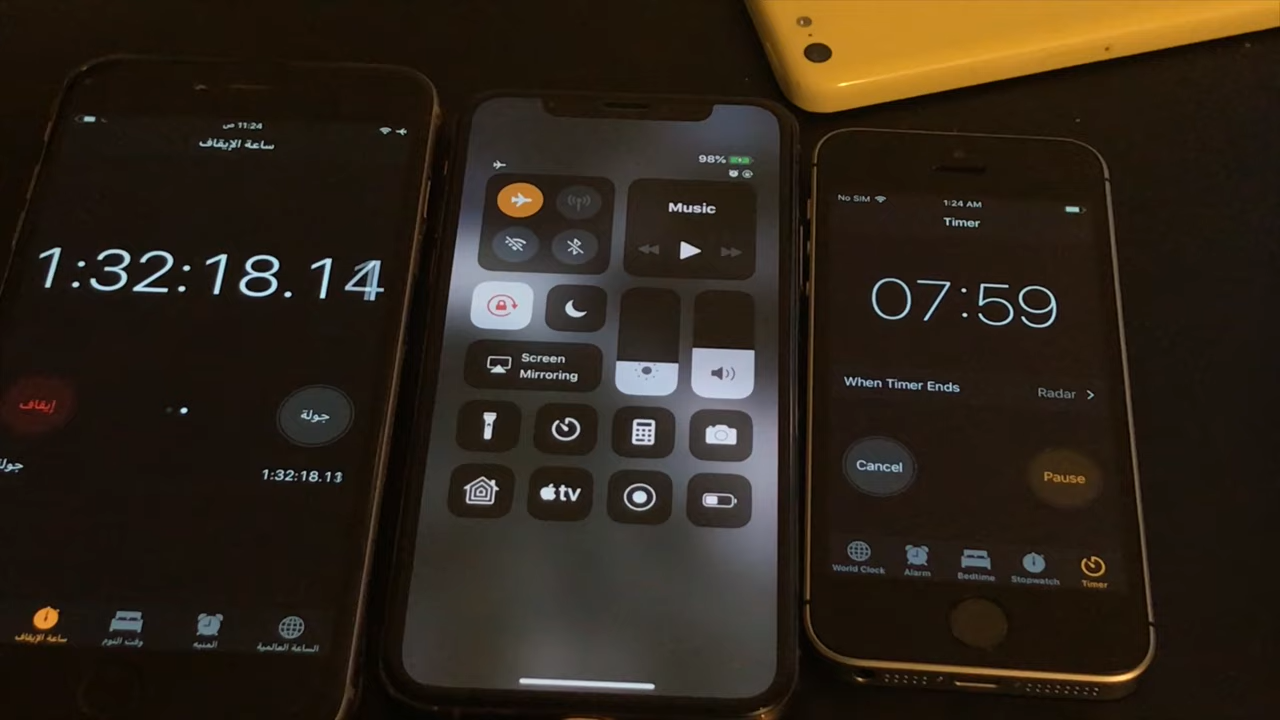 11:24 ص
ساعة الإيقاف
1:32:18.14
إيقاف
جولة
جولة
1:32:18.11
ساعة الإيقاف
وقت النوم
المنبه
الساعة العالمية
98%
Music
Screen
Mirroring
tv
No SIM
1:24 AM
Timer
07:59
When Timer Ends
Radar
Cancel
Pause
World Clock
Alarm
Bedtime
Stopwatch
Timer